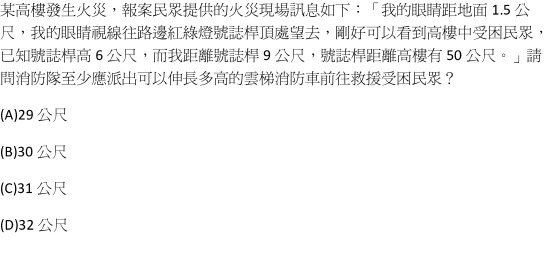 某高樓發生火災，報案民眾提供的火災現場訊息如下：「我的眼睛距地面 1.5 公
尺，我的眼睛視線往路邊紅綠燈號誌桿頂處望去，剛好可以看到高樓中受困民眾，
已知號誌桿高 6 公尺，而我距離號誌桿 9 公尺，號誌桿距離高樓有 50 公尺。」請
問消防隊至少應派出可以伸長多高的雲梯消防車前往救援受困民眾？
(A)29 公尺
(B)30 公尺
(C)31 公尺
(D)32 公尺